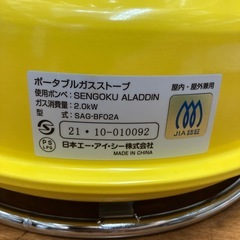 ポータブルガスストーブ
使用ボンベ：SENGOKU ALADDIN
ガス消費量：2.0kW
型　　式：SAG-BF02A
21・10-010092
PS
LPG
日本エー・アイ・シー株式会社
MADE IN CHINA
屋内・屋外兼用
JIA認証